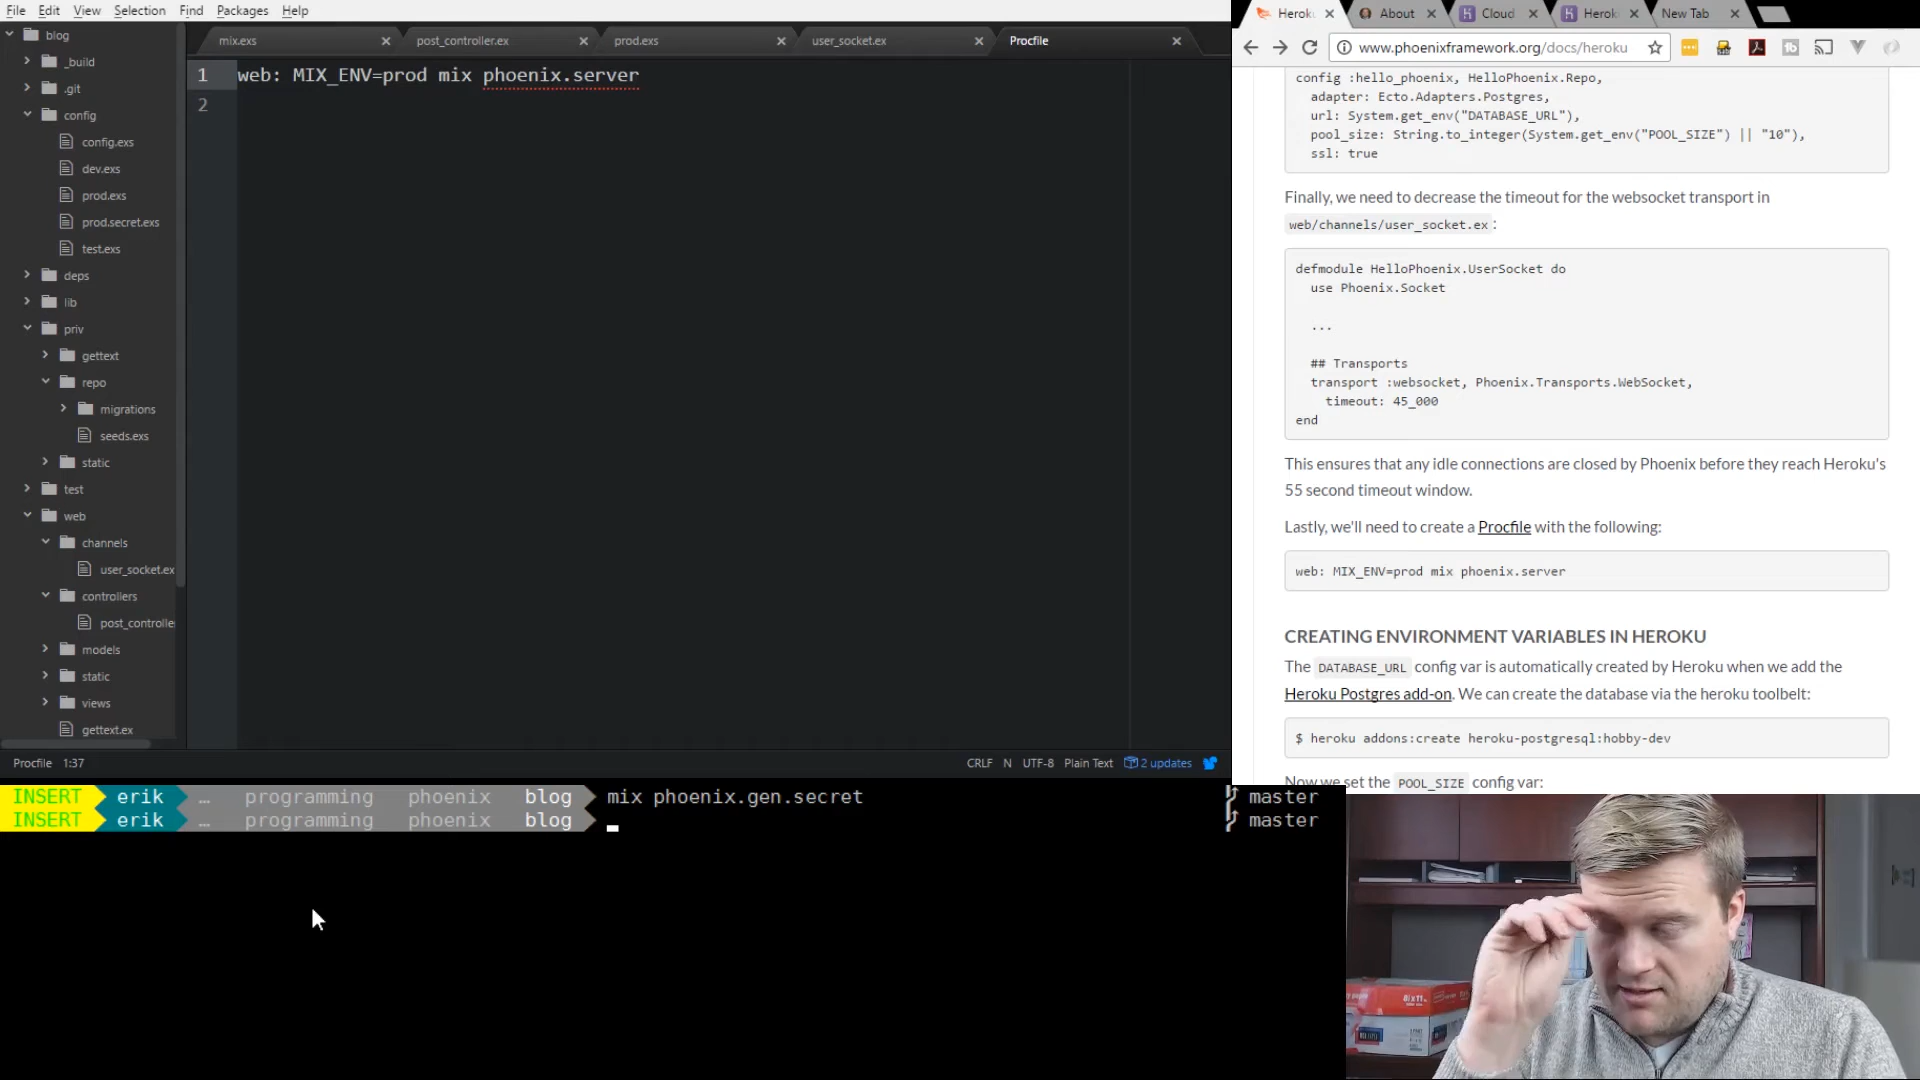 File Edit View Selection Find Packages Help
blog
_build
.git
config
config.exs
dev.exs
prod.exs
prod.secret.exs
test.exs
deps
lib
priv
gettext
repo
migrations
seeds.exs
static
test
web
channels
user_socket.ex
controllers
post_controlle
models
static
views
gettext.ex
mix.exs
post_controller.ex
prod.exs
user_socket.ex
Procfile
1 web: MIX_ENV=prod mix phoenix.server
2
Procfile 1:37
CRLF N UTF-8 Plain Text 2 updates
INSERT erik … programming phoenix blog mix phoenix.gen.secret master
INSERT erik … programming phoenix blog master
Heroku
About
Cloud
Herok
New Tab
www.phoenixframework.org/docs/heroku
config :hello_phoenix, HelloPhoenix.Repo,
adapter: Ecto.Adapters.Postgres,
url: System.get_env("DATABASE_URL"),
pool_size: String.to_integer(System.get_env("POOL_SIZE") || "10"),
ssl: true
Finally, we need to decrease the timeout for the websocket transport in
web/channels/user_socket.ex :
defmodule HelloPhoenix.UserSocket do
use Phoenix.Socket
...
## Transports
transport :websocket, Phoenix.Transports.WebSocket,
timeout: 45_000
end
This ensures that any idle connections are closed by Phoenix before they reach Heroku's
55 second timeout window.
Lastly, we'll need to create a Procfile with the following:
web: MIX_ENV=prod mix phoenix.server
CREATING ENVIRONMENT VARIABLES IN HEROKU
The DATABASE_URL config var is automatically created by Heroku when we add the
Heroku Postgres add-on. We can create the database via the heroku toolbelt:
$ heroku addons:create heroku-postgresql:hobby-dev
Now we set the POOL_SIZE config var:
8½x11